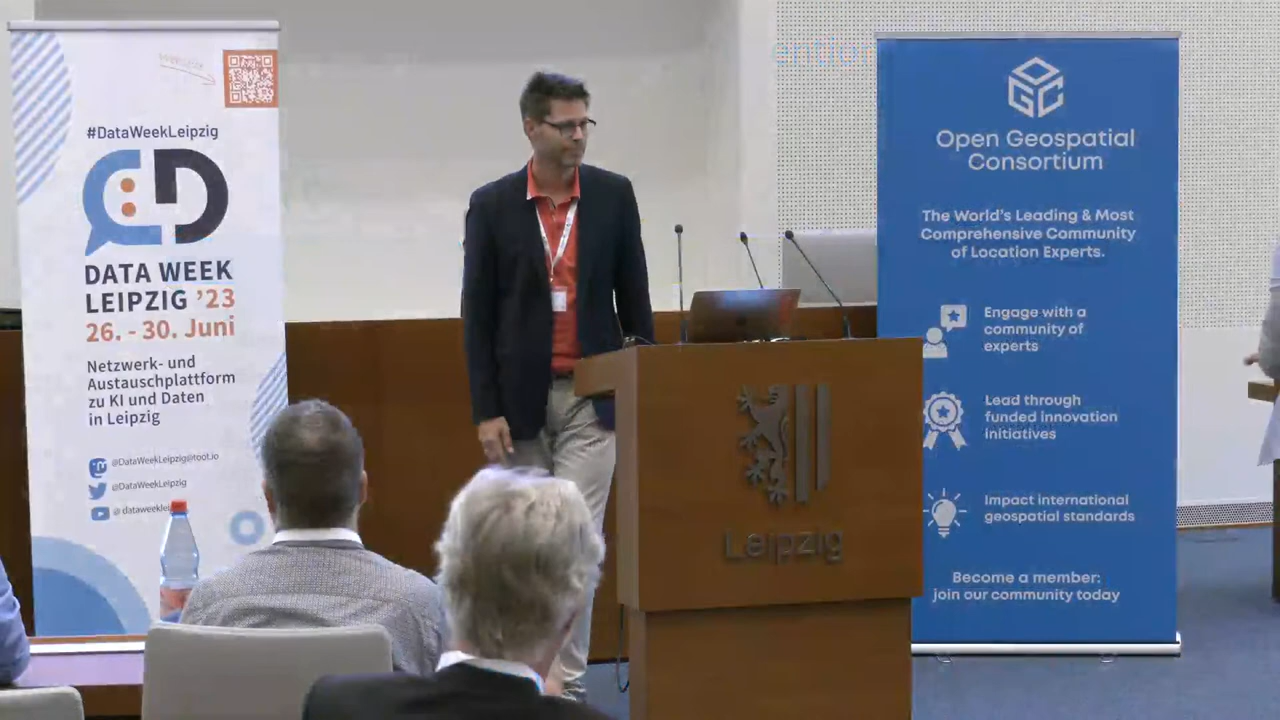 #DataWeekLeipzig
DATA WEEK
LEIPZIG '23
26. - 30. Juni
Netzwerk- und
Austauschplattform
zu KI und Daten
in Leipzig
@DataWeekLeipzig@toot.io
@DataWeekLeipzig
Leipzig
OGC
Open Geospatial
Consortium
The World's Leading & Most
Comprehensive Community
of Location Experts.
Engage with a
community of
experts
Lead through
funded innovation
initiatives
Impact international
geospatial standards
Become a member:
join our community today